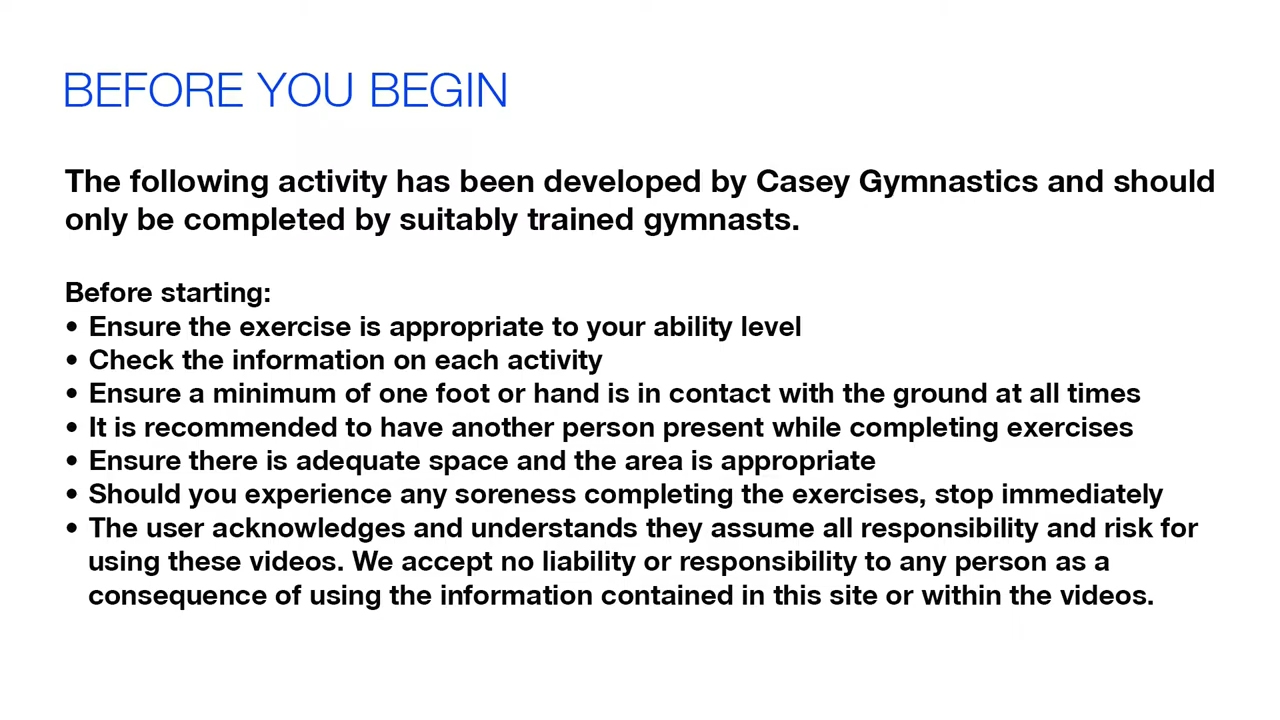 BEFORE YOU BEGIN
The following activity has been developed by Casey Gymnastics and should
only be completed by suitably trained gymnasts.
Before starting:
• Ensure the exercise is appropriate to your ability level
• Check the information on each activity
• Ensure a minimum of one foot or hand is in contact with the ground at all times
• It is recommended to have another person present while completing exercises
• Ensure there is adequate space and the area is appropriate
• Should you experience any soreness completing the exercises, stop immediately
• The user acknowledges and understands they assume all responsibility and risk for
using these videos. We accept no liability or responsibility to any person as a
consequence of using the information contained in this site or within the videos.